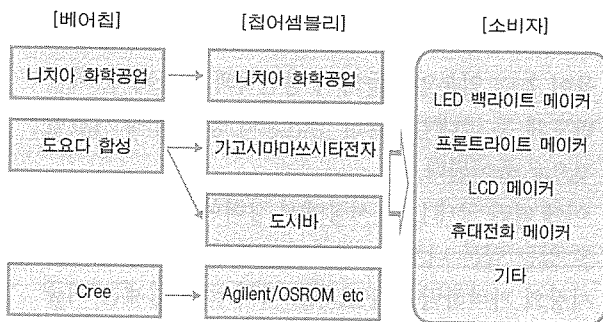 [베어칩] [칩어셈블리] [소비자]
니치아 화학공업 니치아 화학공업
LED 백라이트 메이커
도요다 합성 가고시마마쓰시타전자 프론트라이트 메이커
LCD 메이커
도시바
휴대전화 메이커
기타
Cree Agilent/OSROM etc